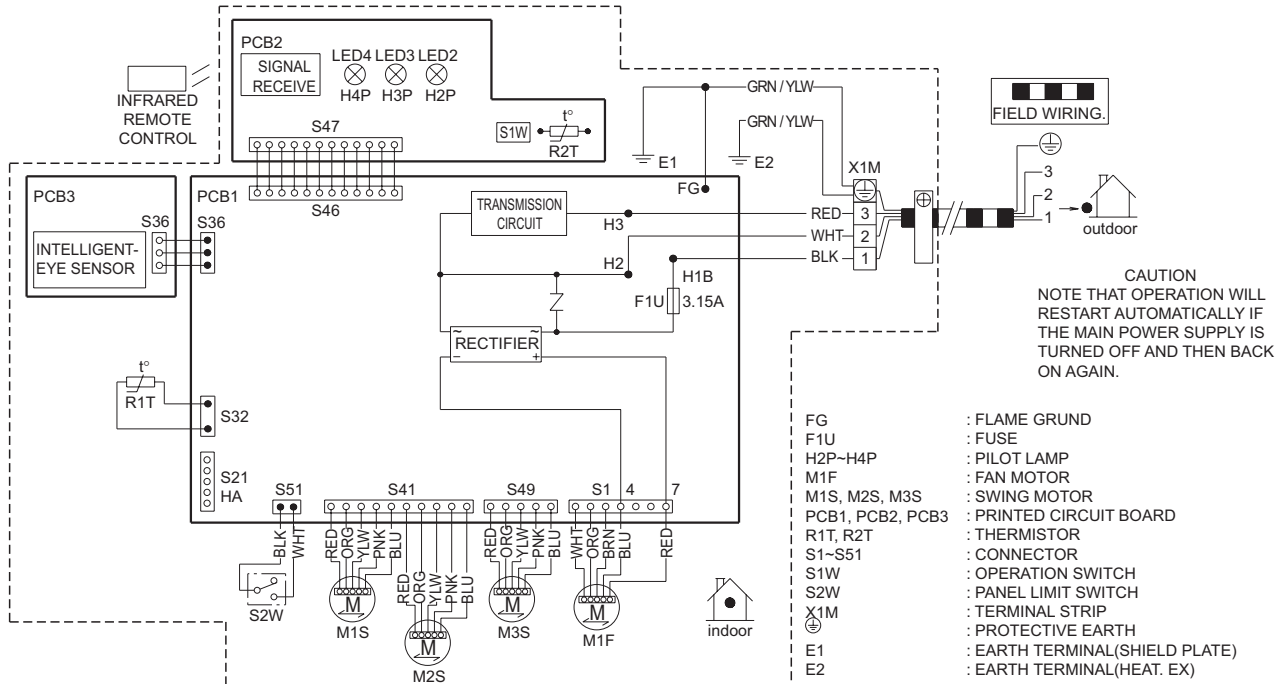 PCB2
SIGNAL
RECEIVE
LED4 LED3 LED2
H4P H3P H2P
INFRARED
REMOTE
CONTROL
S47
S1W
t°
R2T
GRN / YLW
GRN / YLW
E1
E2
FIELD WIRING.
PCB3
S36
INTELLIGENT-
EYE SENSOR
PCB1
S36
S46
FG
TRANSMISSION
CIRCUIT
H3
H2
H1B
F1U
3.15A
~
~
RECTIFIER
–
+
X1M
RED
3
WHT
2
BLK
1
3
2
1
outdoor
CAUTION
NOTE THAT OPERATION WILL
RESTART AUTOMATICALLY IF
THE MAIN POWER SUPPLY IS
TURNED OFF AND THEN BACK
ON AGAIN.
t°
R1T
S32
S21
HA
S51
S41
S49
S1
4
7
BLK
WHT
RED
ORG
YLW
PNK
BLU
RED
ORG
YLW
PNK
BLU
RED
ORG
YLW
PNK
BLU
WHT
ORG
BRN
BLU
RED
S2W
M
M1S
M
M2S
M
M3S
M
M1F
indoor
FG : FLAME GRUND
F1U : FUSE
H2P~H4P : PILOT LAMP
M1F : FAN MOTOR
M1S, M2S, M3S : SWING MOTOR
PCB1, PCB2, PCB3 : PRINTED CIRCUIT BOARD
R1T, R2T : THERMISTOR
S1~S51 : CONNECTOR
S1W : OPERATION SWITCH
S2W : PANEL LIMIT SWITCH
X1M : TERMINAL STRIP
: PROTECTIVE EARTH
E1 : EARTH TERMINAL(SHIELD PLATE)
E2 : EARTH TERMINAL(HEAT. EX)